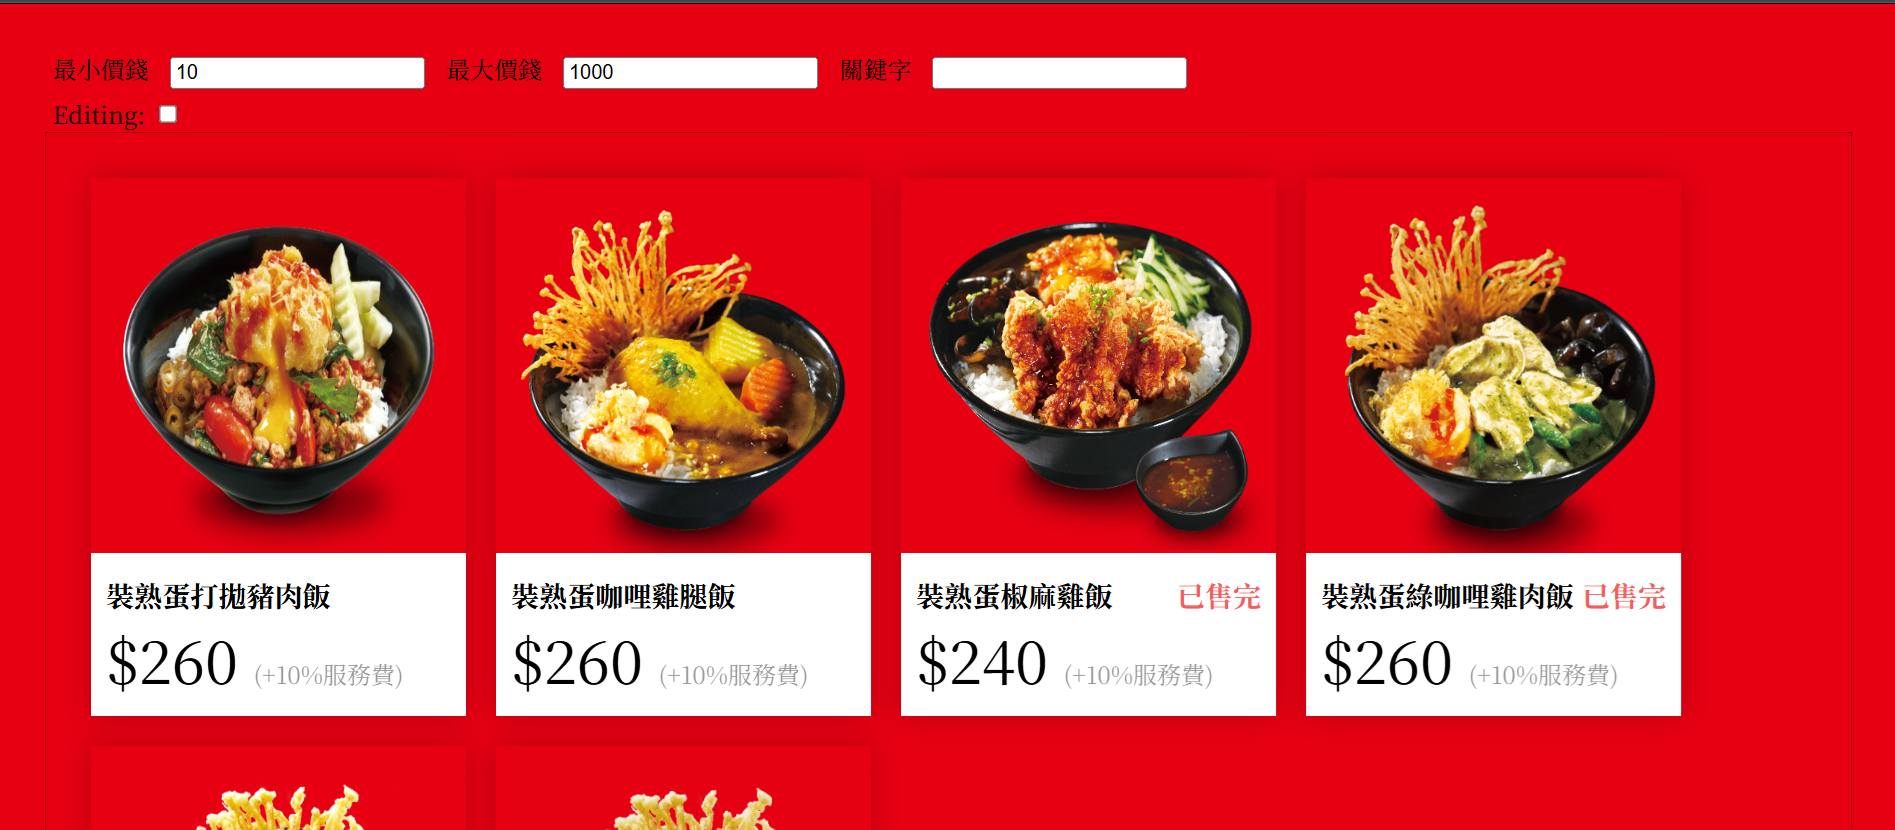 最小價錢 10 最大價錢 1000 關鍵字
Editing:
裝熟蛋打拋豬肉飯
$260 (+10%服務費)
裝熟蛋咖哩雞腿飯
$260 (+10%服務費)
裝熟蛋椒麻雞飯 已售完
$240 (+10%服務費)
裝熟蛋綠咖哩雞肉飯 已售完
$260 (+10%服務費)